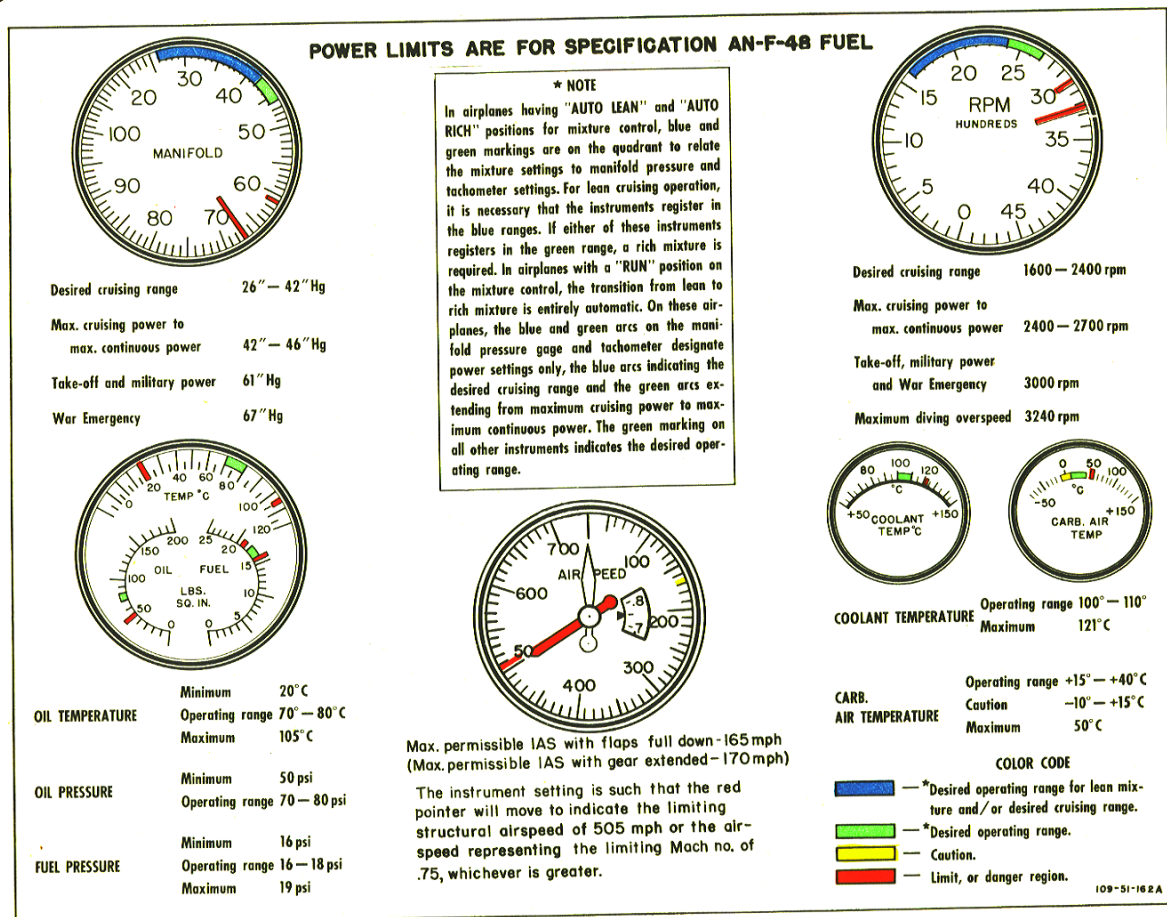 POWER LIMITS ARE FOR SPECIFICATION AN-F-48 FUEL
20
30
40
50
60
70
80
90
100
MANIFOLD
Desired cruising range 26″—42″Hg
Max. cruising power to
max. continuous power 42″—46″Hg
Take-off and military power 61″Hg
War Emergency 67″Hg
* NOTE
In airplanes having "AUTO LEAN" and "AUTO
RICH" positions for mixture control, blue and
green markings are on the quadrant to relate
the mixture settings to manifold pressure and
tachometer settings. For lean cruising operation,
it is necessary that the instruments register in
the blue ranges. If either of these instruments
registers in the green range, a rich mixture is
required. In airplanes with a "RUN" position on
the mixture control, the transition from lean to
rich mixture is entirely automatic. On these air-
planes, the blue and green arcs on the mani-
fold pressure gage and tachometer designate
power settings only, the blue arcs indicating the
desired cruising range and the green arcs ex-
tending from maximum cruising power to max-
imum continuous power. The green marking on
all other instruments indicates the desired oper-
ating range.
0
5
10
15
20
25
30
35
40
45
RPM
HUNDREDS
Desired cruising range 1600—2400 rpm
Max. cruising power to
max. continuous power 2400—2700 rpm
Take-off, military power
and War Emergency 3000 rpm
Maximum diving overspeed 3240 rpm
0
20
40
60
80
100
120
TEMP °C
200
150
100
50
0
OIL
25
20
15
10
5
0
FUEL
LBS.
SQ. IN.
OIL TEMPERATURE
Minimum 20°C
Operating range 70°—80°C
Maximum 105°C
OIL PRESSURE
Minimum 50 psi
Operating range 70—80 psi
FUEL PRESSURE
Minimum 16 psi
Operating range 16—18 psi
Maximum 19 psi
700
100
600
200
50
300
400
AIR SPEED
-.8
-
-.7
Max. permissible IAS with flaps full down-165 mph
(Max. permissible IAS with gear extended-170 mph)
The instrument setting is such that the red
pointer will move to indicate the limiting
structural airspeed of 505 mph or the air-
speed representing the limiting Mach no. of
.75, whichever is greater.
+50
80
100
120
+150
°C
COOLANT
TEMP°C
-50
0
50
100
+150
°C
CARB. AIR
TEMP
COOLANT TEMPERATURE
Operating range 100°—110°
Maximum 121°C
CARB.
AIR TEMPERATURE
Operating range +15°—+40°C
Caution -10°—+15°C
Maximum 50°C
COLOR CODE
— *Desired operating range for lean mix-
ture and/or desired cruising range.
— *Desired operating range.
— Caution.
— Limit, or danger region.
109-51-162A